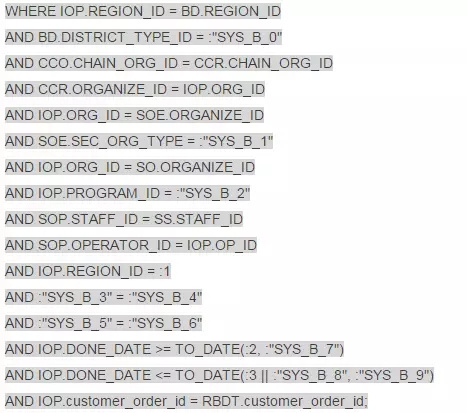 WHERE IOP.REGION_ID = BD.REGION_ID
AND BD.DISTRICT_TYPE_ID = :"SYS_B_0"
AND CCO.CHAIN_ORG_ID = CCR.CHAIN_ORG_ID
AND CCR.ORGANIZE_ID = IOP.ORG_ID
AND IOP.ORG_ID = SOE.ORGANIZE_ID
AND SOE.SEC_ORG_TYPE = :"SYS_B_1"
AND IOP.ORG_ID = SO.ORGANIZE_ID
AND IOP.PROGRAM_ID = :"SYS_B_2"
AND SOP.STAFF_ID = SS.STAFF_ID
AND SOP.OPERATOR_ID = IOP.OP_ID
AND IOP.REGION_ID = :1
AND :"SYS_B_3" = :"SYS_B_4"
AND :"SYS_B_5" = :"SYS_B_6"
AND IOP.DONE_DATE >= TO_DATE(:2, :"SYS_B_7")
AND IOP.DONE_DATE <= TO_DATE(:3 || :"SYS_B_8", :"SYS_B_9")
AND IOP.customer_order_id = RBDT.customer_order_id;